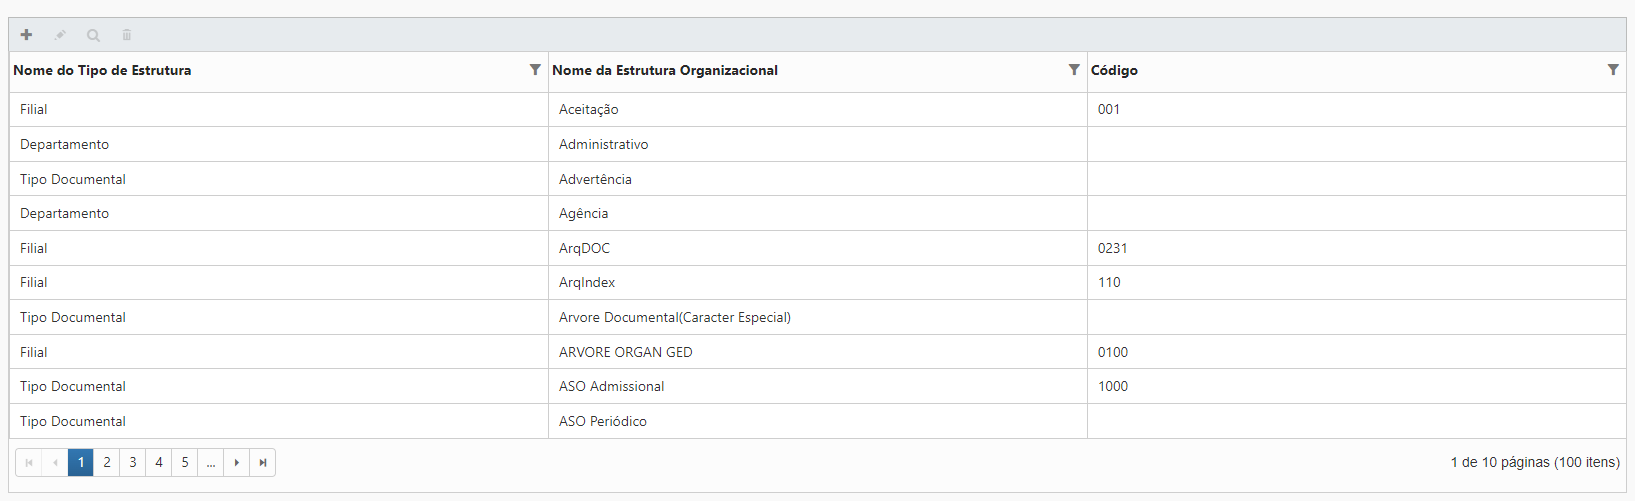 Nome do Tipo de Estrutura Nome da Estrutura Organizacional Código
Filial Aceitação 001
Departamento Administrativo
Tipo Documental Advertência
Departamento Agência
Filial ArqDOC 0231
Filial ArqIndex 110
Tipo Documental Arvore Documental(Caracter Especial)
Filial ARVORE ORGAN GED 0100
Tipo Documental ASO Admissional 1000
Tipo Documental ASO Periódico
1 2 3 4 5 ... 1 de 10 páginas (100 itens)